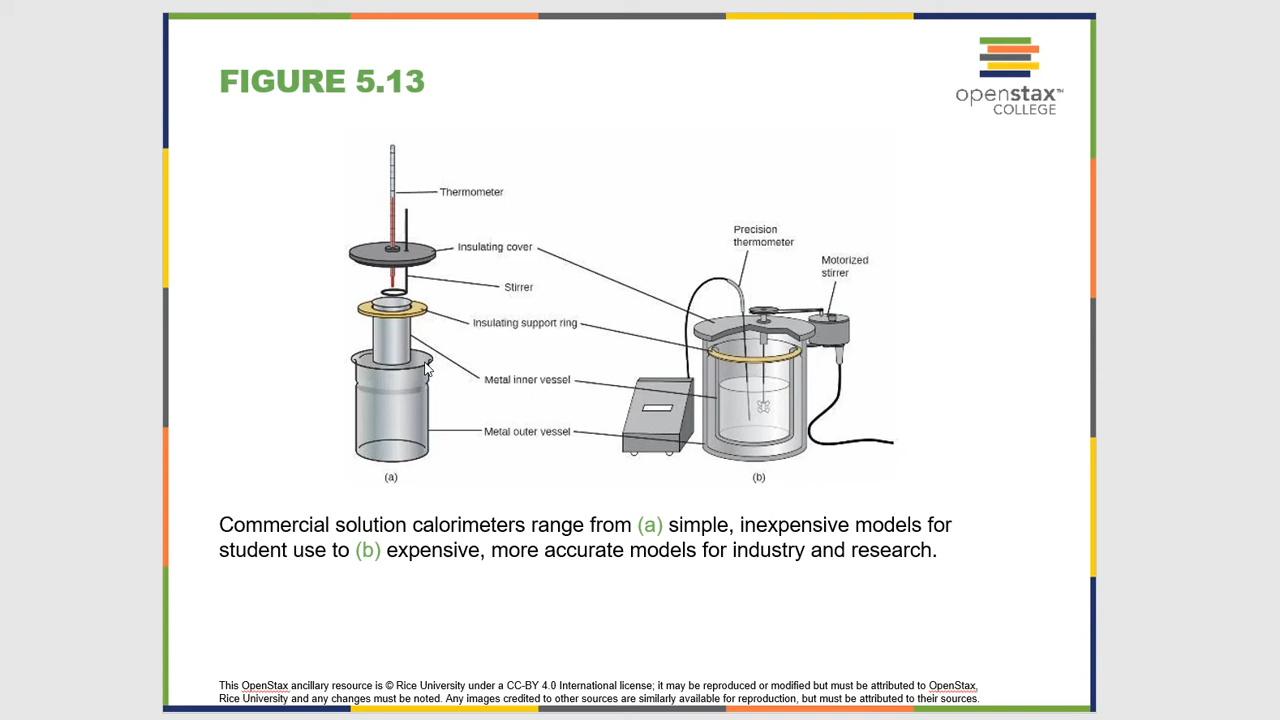 FIGURE 5.13
openstax™
COLLEGE
Thermometer
Insulating cover
Stirrer
Insulating support ring
Metal inner vessel
Metal outer vessel
(a)
Precision
thermometer
Motorized
stirrer
(b)
Commercial solution calorimeters range from (a) simple, inexpensive models for
student use to (b) expensive, more accurate models for industry and research.
This OpenStax ancillary resource is © Rice University under a CC-BY 4.0 International license; it may be reproduced or modified but must be attributed to OpenStax,
Rice University and any changes must be noted. Any images credited to other sources are similarly available for reproduction, but must be attributed to their sources.